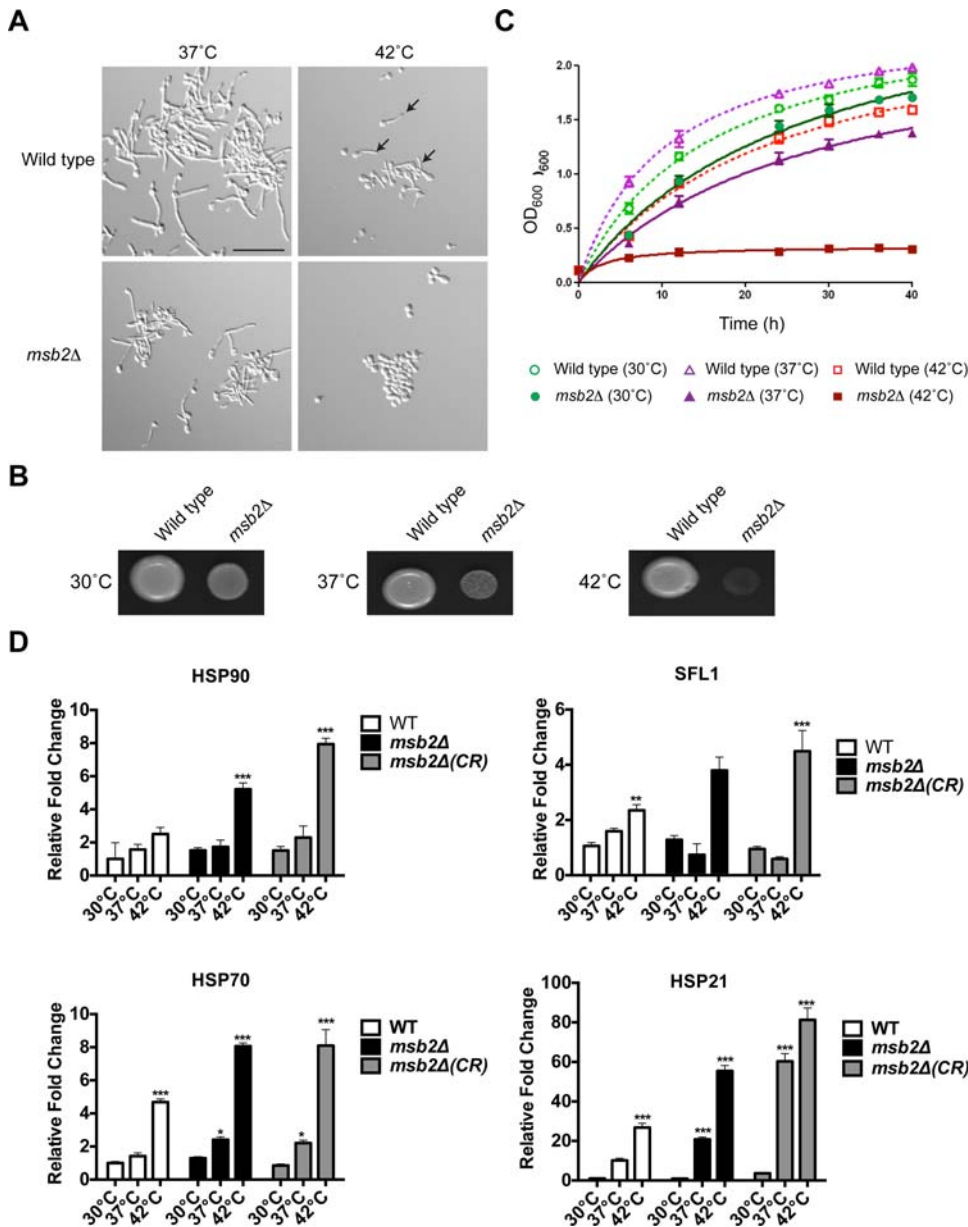 A
37˚C 42˚C
Wild type
msb2Δ
C
OD600 )600
2.0
1.5
1.0
0.5
0.0
0 12 24 36 40
Time (h)
Wild type (30˚C) Wild type (37˚C) Wild type (42˚C)
msb2Δ (30˚C) msb2Δ (37˚C) msb2Δ (42˚C)
B
Wild type msb2Δ Wild type msb2Δ Wild type msb2Δ
30˚C 37˚C 42˚C
D
HSP90
Relative Fold Change
10
8
6
4
2
0
*** ***
30°C 37°C 42°C 30°C 37°C 42°C 30°C 37°C 42°C
WT
msb2Δ
msb2Δ(CR)
SFL1
Relative Fold Change
6
4
2
0
** ***
30°C 37°C 42°C 30°C 37°C 42°C 30°C 37°C 42°C
WT
msb2Δ
msb2Δ(CR)
HSP70
Relative Fold Change
10
8
6
4
2
0
*** * *** * ***
30°C 37°C 42°C 30°C 37°C 42°C 30°C 37°C 42°C
WT
msb2Δ
msb2Δ(CR)
HSP21
Relative Fold Change
100
80
60
40
20
0
*** *** *** *** ***
30°C 37°C 42°C 30°C 37°C 42°C 30°C 37°C 42°C
WT
msb2Δ
msb2Δ(CR)